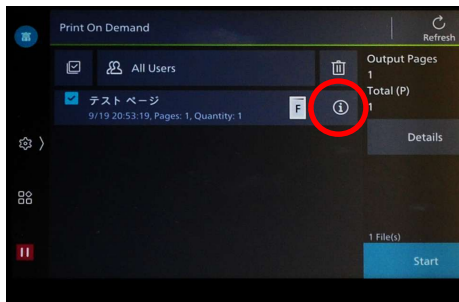 Print On Demand
Refresh
富
All Users
テスト ページ
9/19 20:53:19, Pages: 1, Quantity: 1
F
Output Pages
1
Total (P)
1
Details
1 File(s)
Start